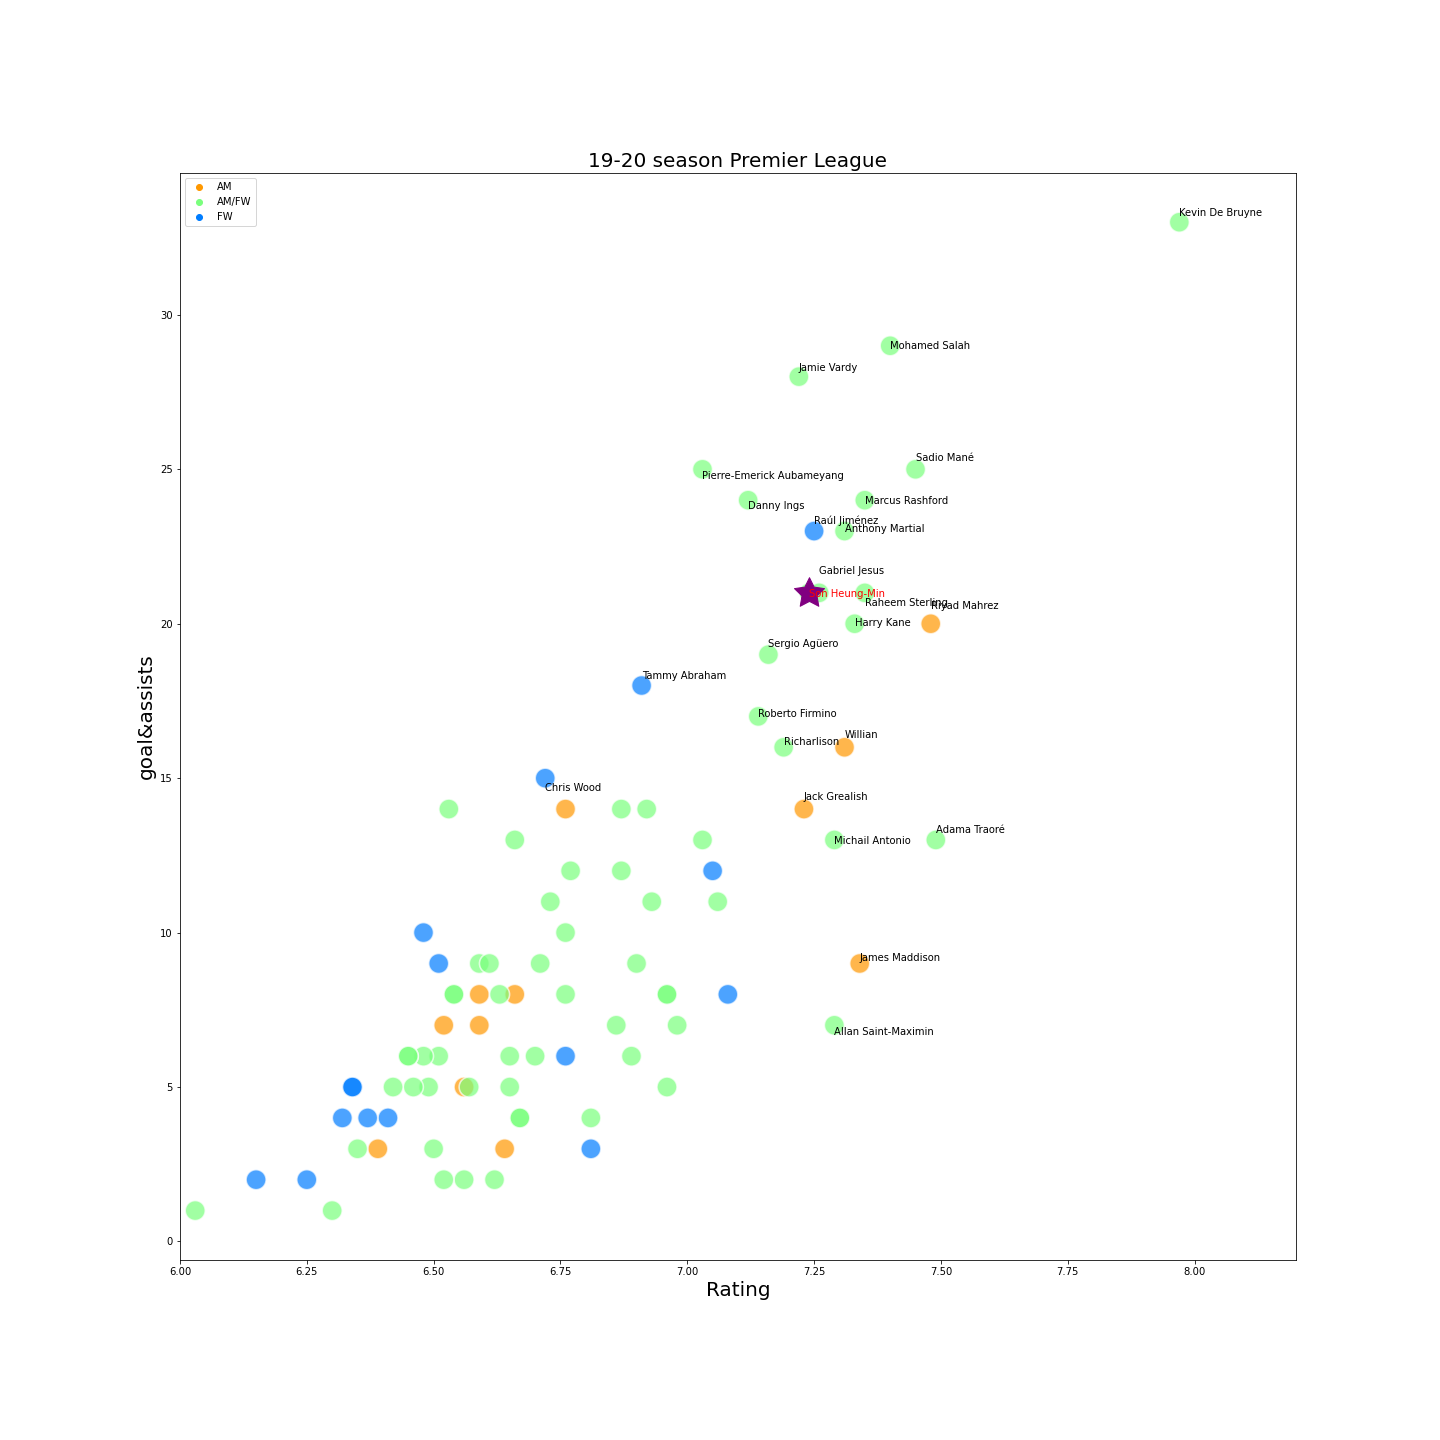 19-20 season Premier League
AM
AM/FW
FW
Kevin De Bruyne
Mohamed Salah
Jamie Vardy
Sadio Mané
Pierre-Emerick Aubameyang
Marcus Rashford
Danny Ings
Raúl Jiménez
Anthony Martial
Gabriel Jesus
Son Heung-Min
Raheem Sterling
Riyad Mahrez
Harry Kane
Sergio Agüero
Tammy Abraham
Roberto Firmino
Willian
Richarlison
Chris Wood
Jack Grealish
Adama Traoré
Michail Antonio
James Maddison
Allan Saint-Maximin
30
25
20
15
10
5
0
goal&assists
6.00 6.25 6.50 6.75 7.00 7.25 7.50 7.75 8.00
Rating